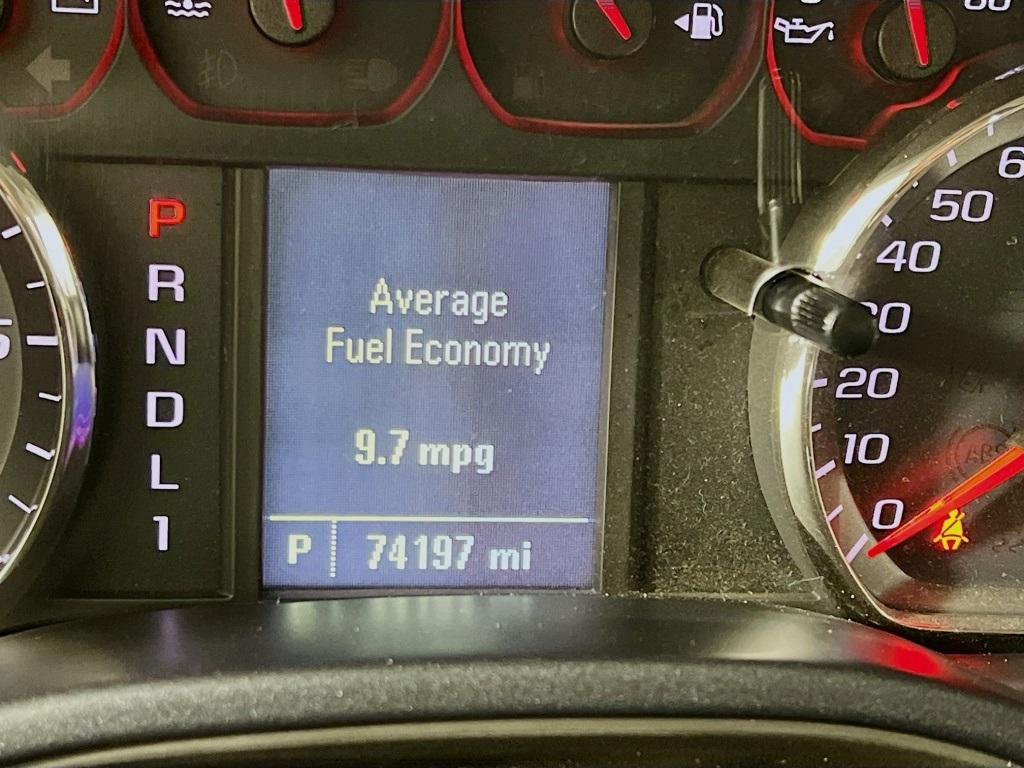 P
R
N
D
L
1
Average
Fuel Economy
9.7 mpg
P 74197 mi
50
40
20
10
0